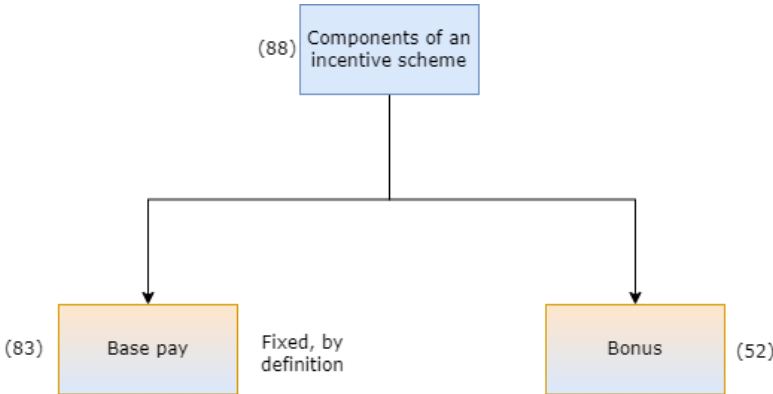 (88)
Components of an
incentive scheme
(83)
Base pay
Fixed, by
definition
Bonus
(52)